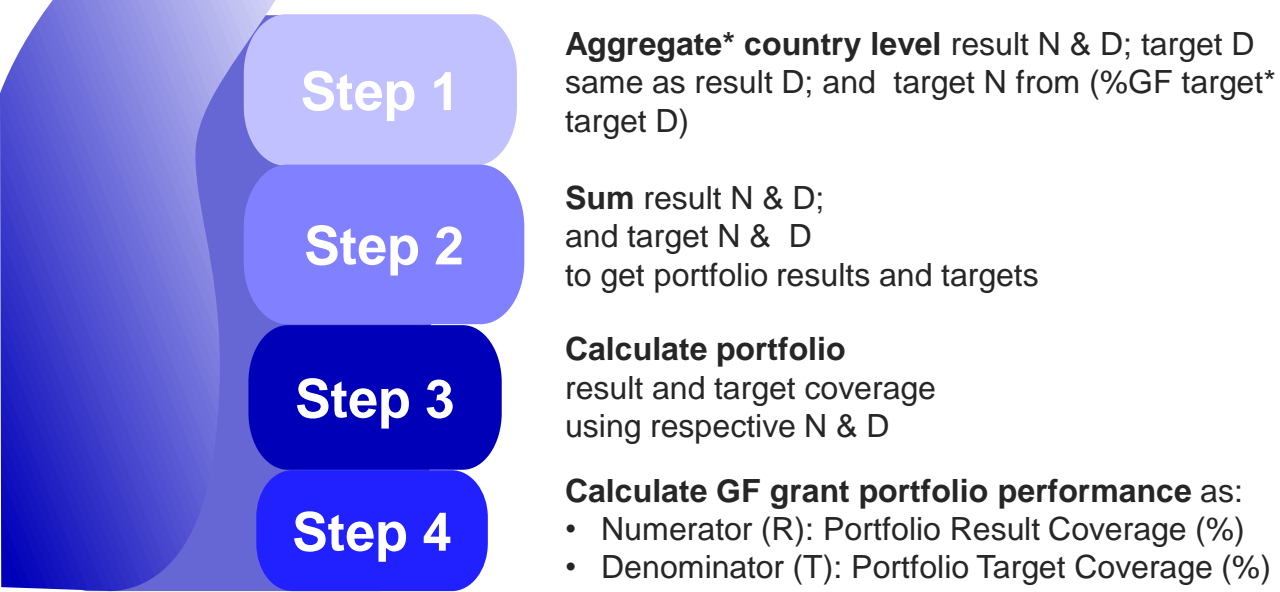 Step 1
Aggregate* country level result N & D; target D
same as result D; and target N from (%GF target*
target D)
Step 2
Sum result N & D;
and target N & D
to get portfolio results and targets
Step 3
Calculate portfolio
result and target coverage
using respective N & D
Step 4
Calculate GF grant portfolio performance as:
• Numerator (R): Portfolio Result Coverage (%)
• Denominator (T): Portfolio Target Coverage (%)